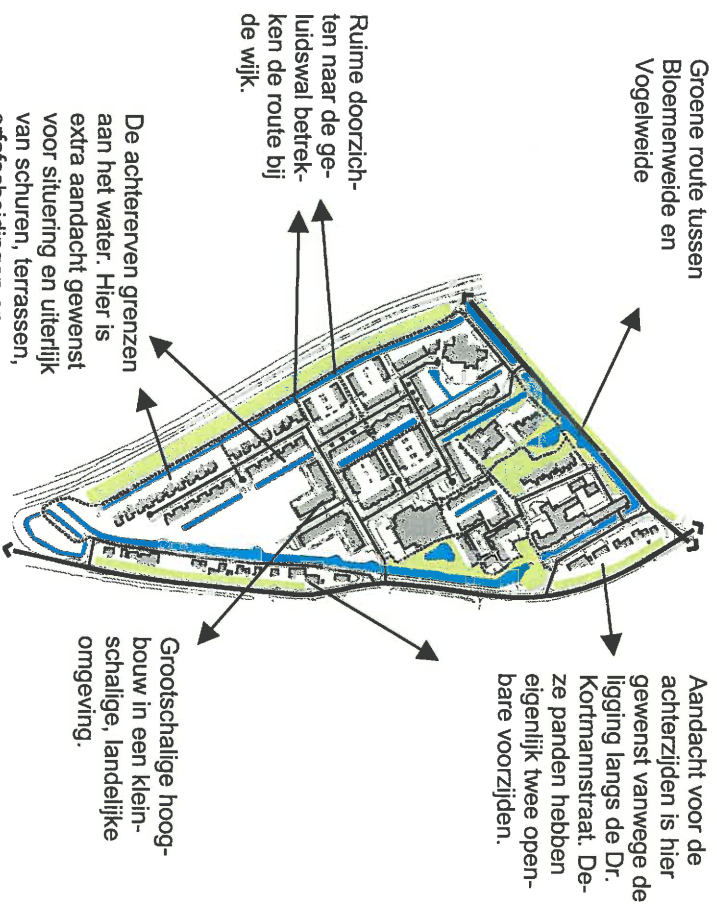 Groene route tussen
Bloemenweide en
Vogelweide
Ruime doorzich-
ten naar de ge-
luidswal betrek-
ken de route bij
de wijk.
De achtererven grenzen
aan het water. Hier is
extra aandacht gewenst
voor situering en uiterlijk
van schuren, terrassen,
Aandacht voor de
achterzijden is hier
gewenst vanwege de
ligging langs de Dr.
Kortmannstraat. De-
ze panden hebben
eigenlijk twee open-
bare voorzijden.
Grootschalige hoog-
bouw in een klein-
schalige, landelijke
omgeving.